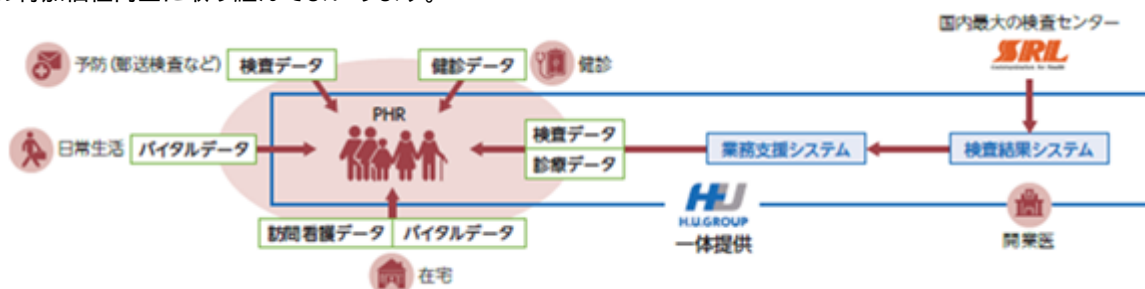 国内最大の検査センター
SRL
予防(郵送検査など)
検査データ
健診データ
健診
PHR
日常生活
バイタルデータ
検査データ
診療データ
業務支援システム
検査結果システム
HU
H.U.GROUP
一体提供
開業医
訪問看護データ
バイタルデータ
在宅